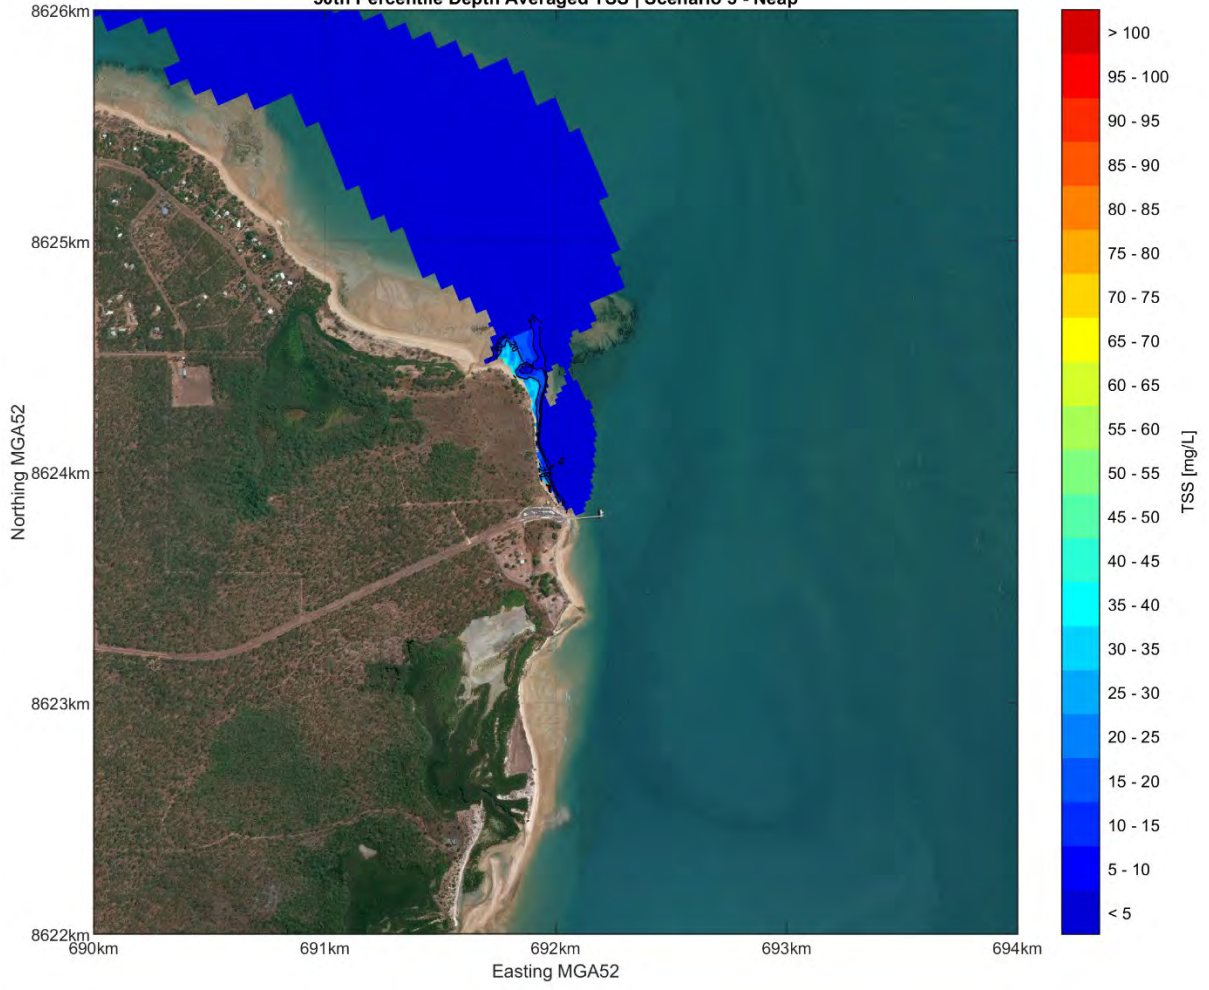 Percentile Depth Averaged TSS | Scenario - Neap
8626km
8625km
8624km
8623km
8622km
Northing MGA52
690km
691km
692km
693km
694km
Easting MGA52
> 100
95 - 100
90 - 95
85 - 90
80 - 85
75 - 80
70 - 75
65 - 70
60 - 65
55 - 60
50 - 55
45 - 50
40 - 45
35 - 40
30 - 35
25 - 30
20 - 25
15 - 20
10 - 15
5 - 10
< 5
TSS [mg/L]